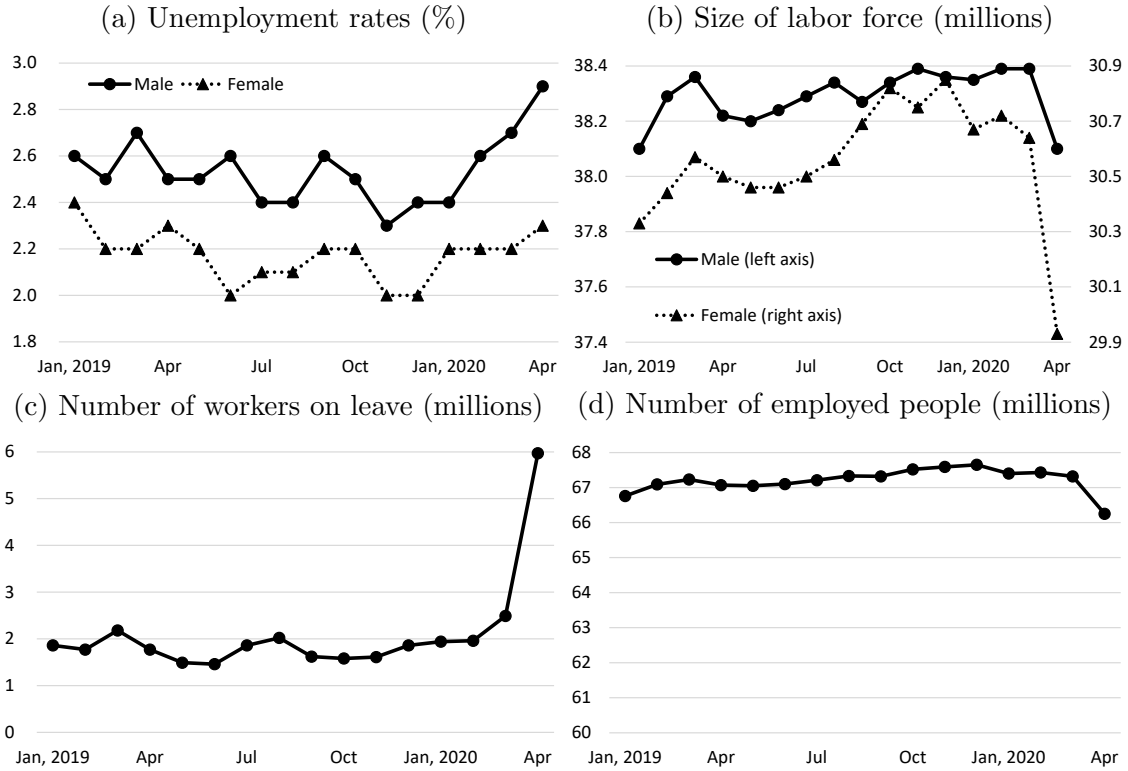 (a) Unemployment rates (%)
3.0
Male
Female
2.8
2.6
2.4
2.2
2.0
1.8
Jan, 2019 Apr Jul Oct Jan, 2020 Apr
(b) Size of labor force (millions)
38.4 30.9
38.2 30.7
38.0 30.5
37.8 30.3
Male (left axis)
37.6 30.1
Female (right axis)
37.4 29.9
Jan, 2019 Apr Jul Oct Jan, 2020 Apr
(c) Number of workers on leave (millions)
6
5
4
3
2
1
0
Jan, 2019 Apr Jul Oct Jan, 2020 Apr
(d) Number of employed people (millions)
68
67
66
65
64
63
62
61
60
Jan, 2019 Apr Jul Oct Jan, 2020 Apr